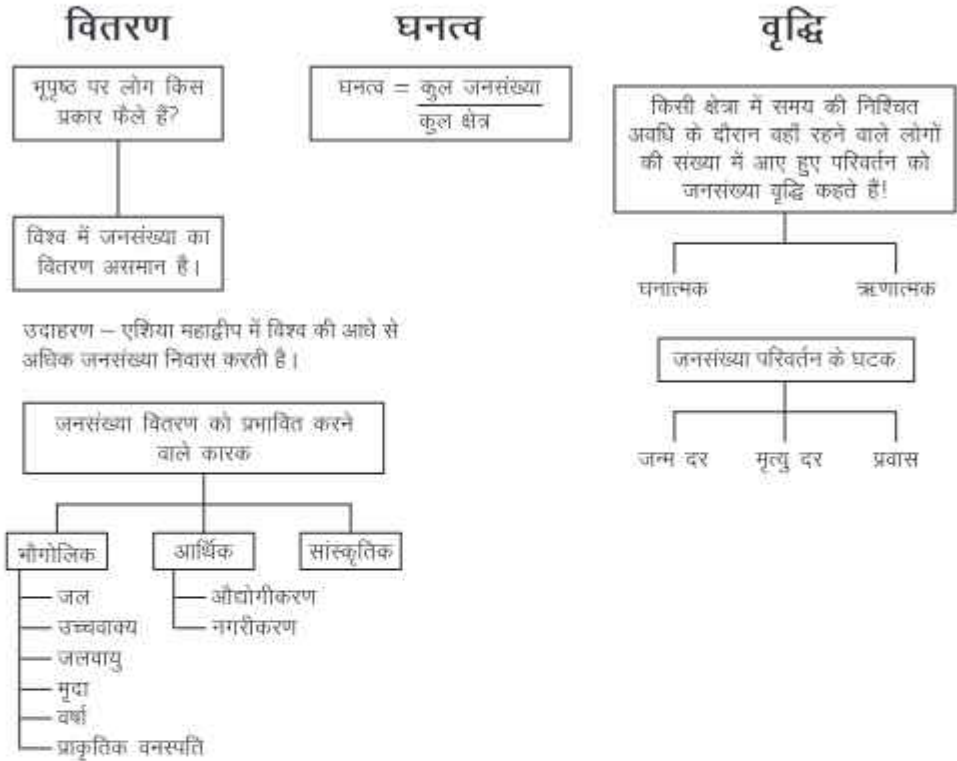 वितरण
भूपृष्ठ पर लोग किस
प्रकार फैले हैं?
विश्व में जनसंख्या का
वितरण असमान है।
उदाहरण – एशिया महाद्वीप में विश्व की आधे से
अधिक जनसंख्या निवास करती है।
जनसंख्या वितरण को प्रभावित करने
वाले कारक
भौगोलिक
जल
उच्चवाक्य
जलवायु
मृदा
वर्षा
प्राकृतिक वनस्पति
आर्थिक
औद्योगीकरण
नगरीकरण
सांस्कृतिक
घनत्व
घनत्व = कुल जनसंख्या
कुल क्षेत्र
वृद्धि
किसी क्षेत्रा में समय की निश्चित
अवधि के दौरान वहाँ रहने वाले लोगों
की संख्या में आए हुए परिवर्तन को
जनसंख्या वृद्धि कहते हैं!
घनात्मक
ऋणात्मक
जनसंख्या परिवर्तन के घटक
जन्म दर
मृत्यु दर
प्रवास